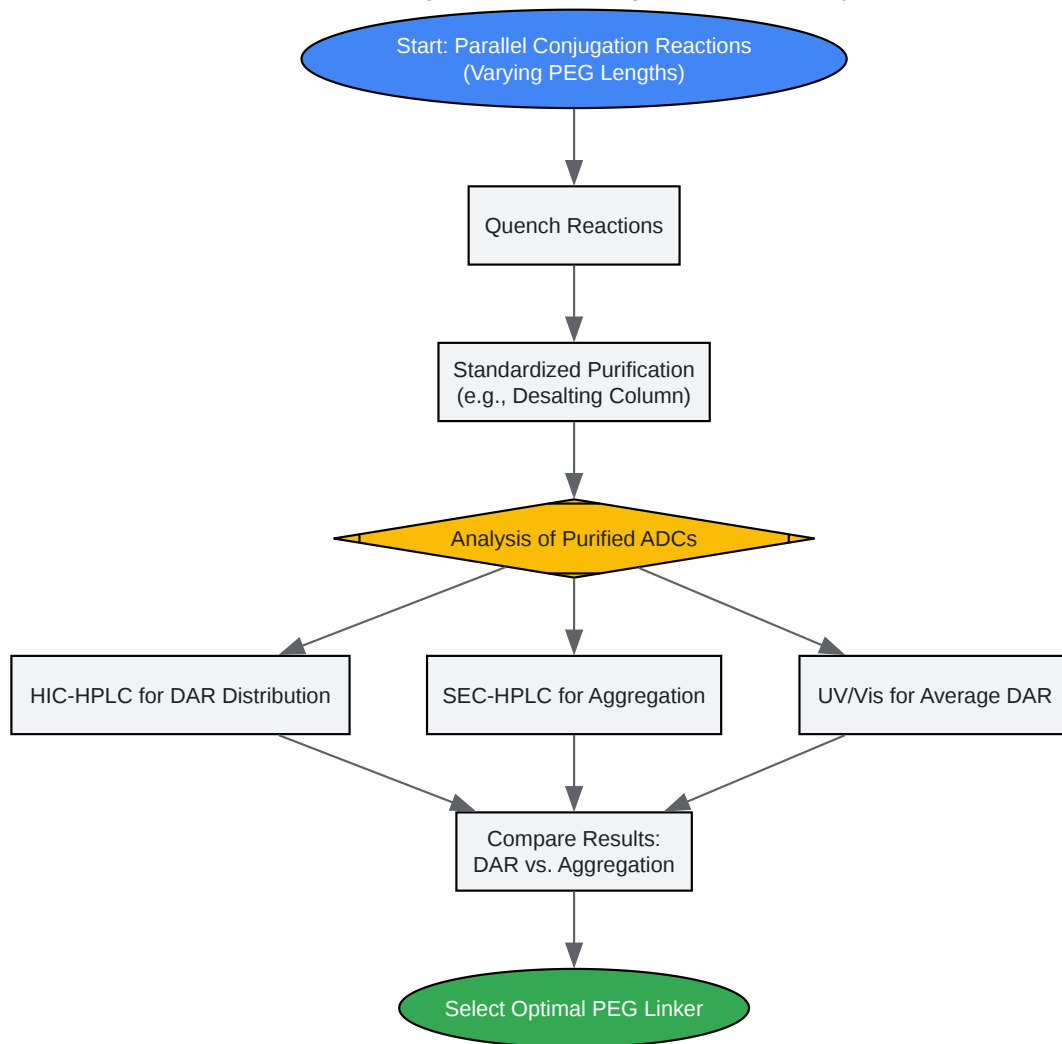 Start: Parallel Conjugation Reactions
(Varying PEG Lengths)
Quench Reactions
Standardized Purification
(e.g., Desalting Column)
Analysis of Purified ADCs
HIC-HPLC for DAR Distribution
SEC-HPLC for Aggregation
UV/Vis for Average DAR
Compare Results:
DAR vs. Aggregation
Select Optimal PEG Linker